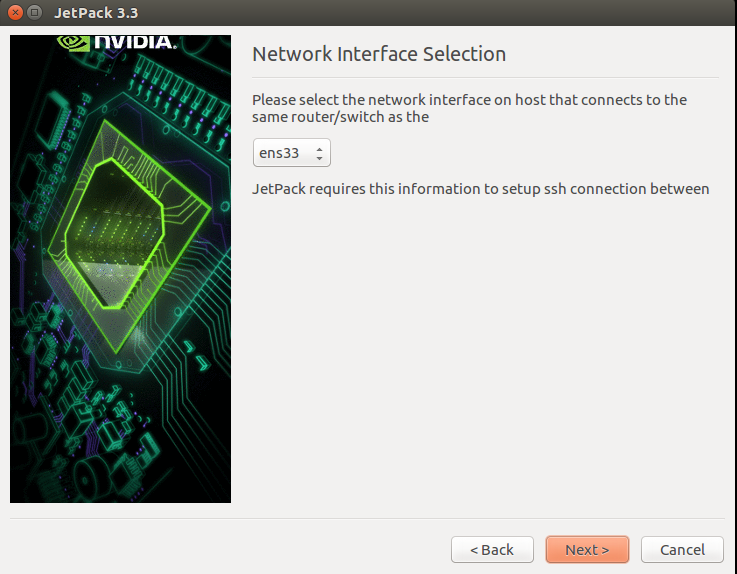 JetPack 3.3
NVIDIA.
Network Interface Selection
Please select the network interface on host that connects to the
same router/switch as the
ens33
JetPack requires this information to setup ssh connection between
< Back
Next >
Cancel